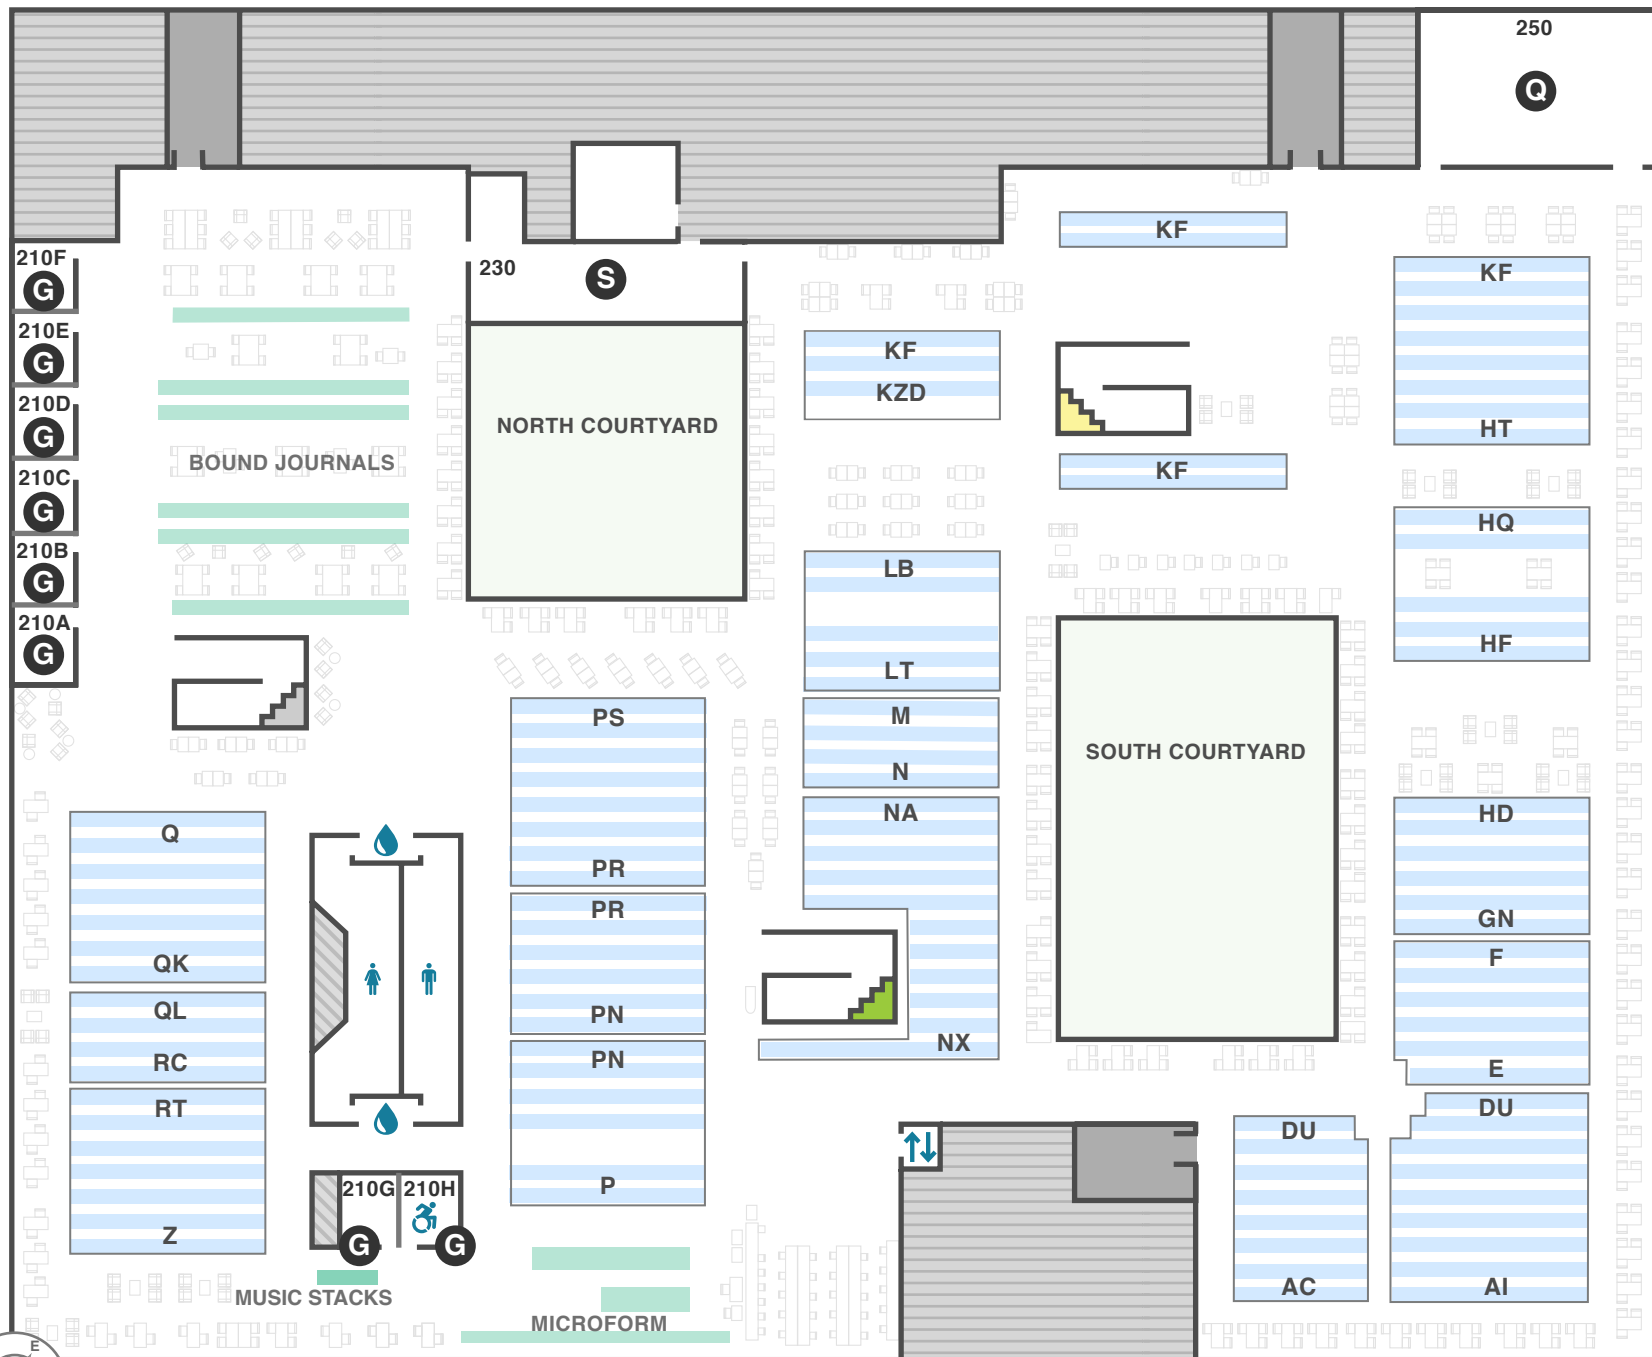 250
Q
KF
210F
G
230
S
KF
210E
G
KF
KZD
210D
G
NORTH COURTYARD
HT
BOUND JOURNALS
KF
210C
G
HQ
210B
G
LB
210A
G
HF
LT
PS
M
SOUTH COURTYARD
N
Q
NA
HD
PR
PR
GN
QK
F
QL
PN
NX
RC
PN
E
RT
DU
DU
210G
210H
P
Z
G
G
AC
AI
MUSIC STACKS
MICROFORM
E